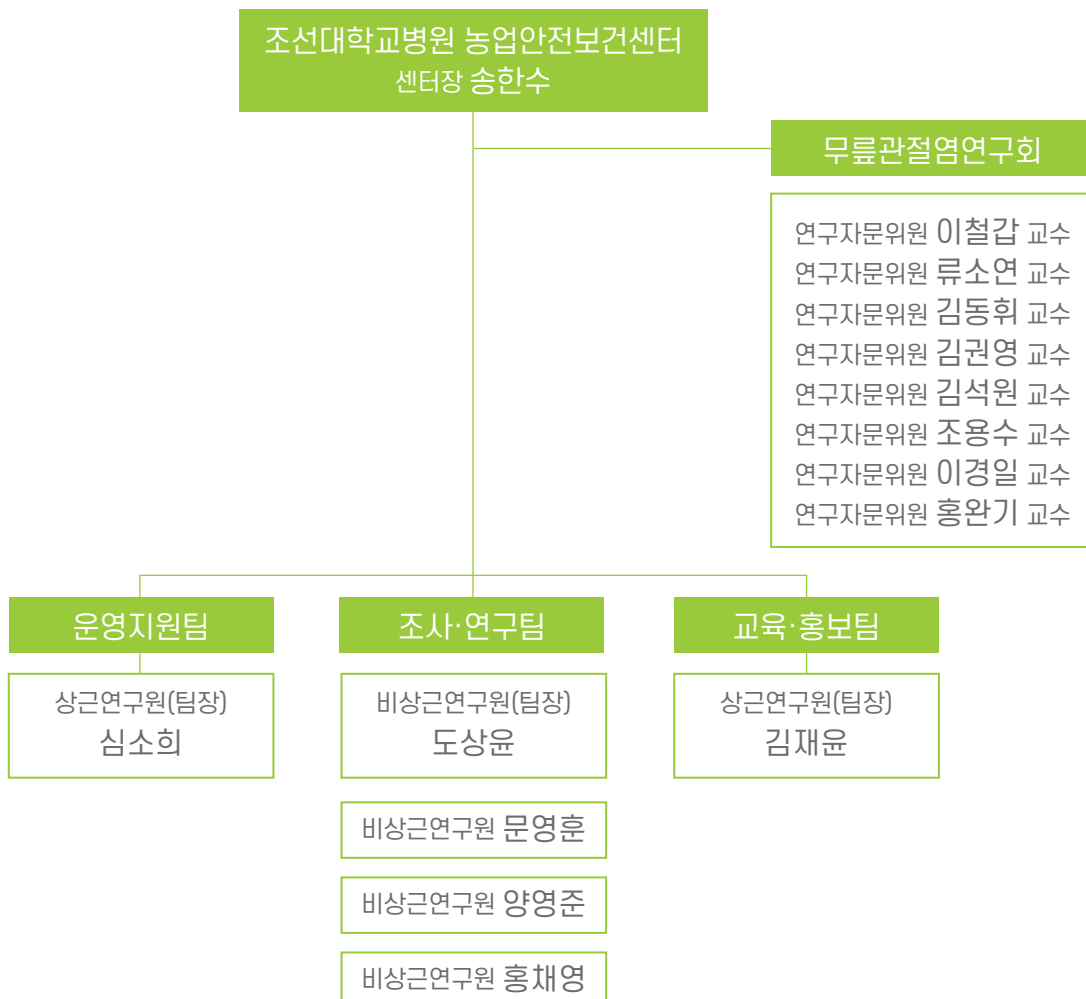 조선대학교병원 농업안전보건센터
센터장 송한수
무릎관절염연구회
연구자문위원 이철갑 교수
연구자문위원 류소연 교수
연구자문위원 김동휘 교수
연구자문위원 김권영 교수
연구자문위원 김석원 교수
연구자문위원 조용수 교수
연구자문위원 이경일 교수
연구자문위원 홍완기 교수
운영지원팀
상근연구원(팀장)
심소희
조사·연구팀
비상근연구원(팀장)
도상윤
비상근연구원 문영훈
비상근연구원 양영준
비상근연구원 홍채영
교육·홍보팀
상근연구원(팀장)
김재윤